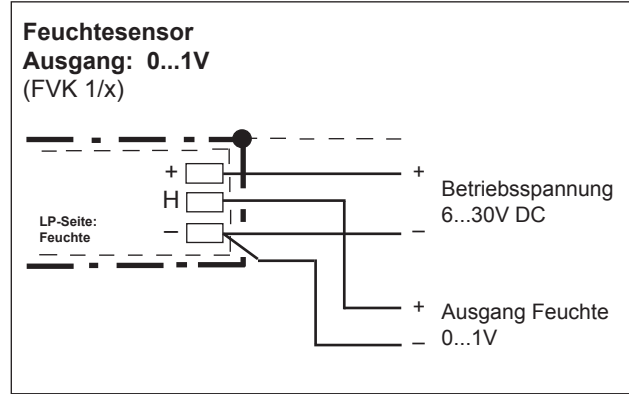 Feuchtesensor
Ausgang: 0...1V
(FVK 1/x)
+
H
–
LP-Seite:
Feuchte
+
Betriebsspannung
6...30V DC
–
+
Ausgang Feuchte
– 0...1V